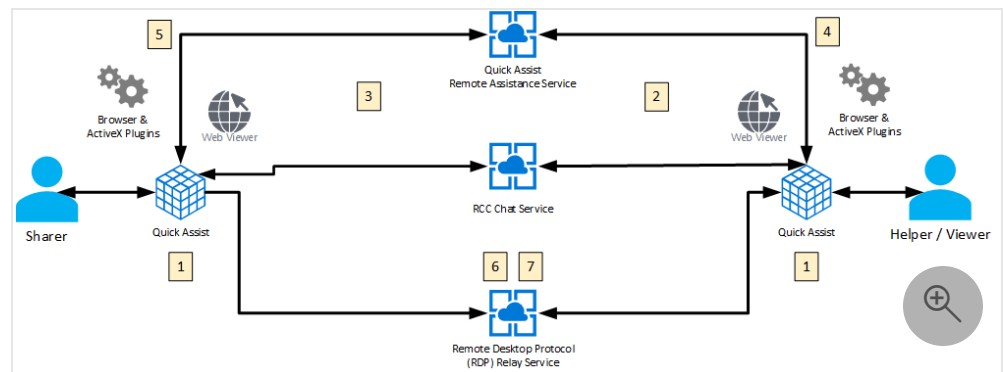 5
4
Quick Assist
Remote Assistance Service
3
2
Browser &
ActiveX Plugins
Web Viewer
Web Viewer
Browser &
ActiveX Plugins
RCC Chat Service
Sharer
Quick Assist
Quick Assist
Helper / Viewer
1
6
7
1
Remote Desktop Protocol
(RDP) Relay Service